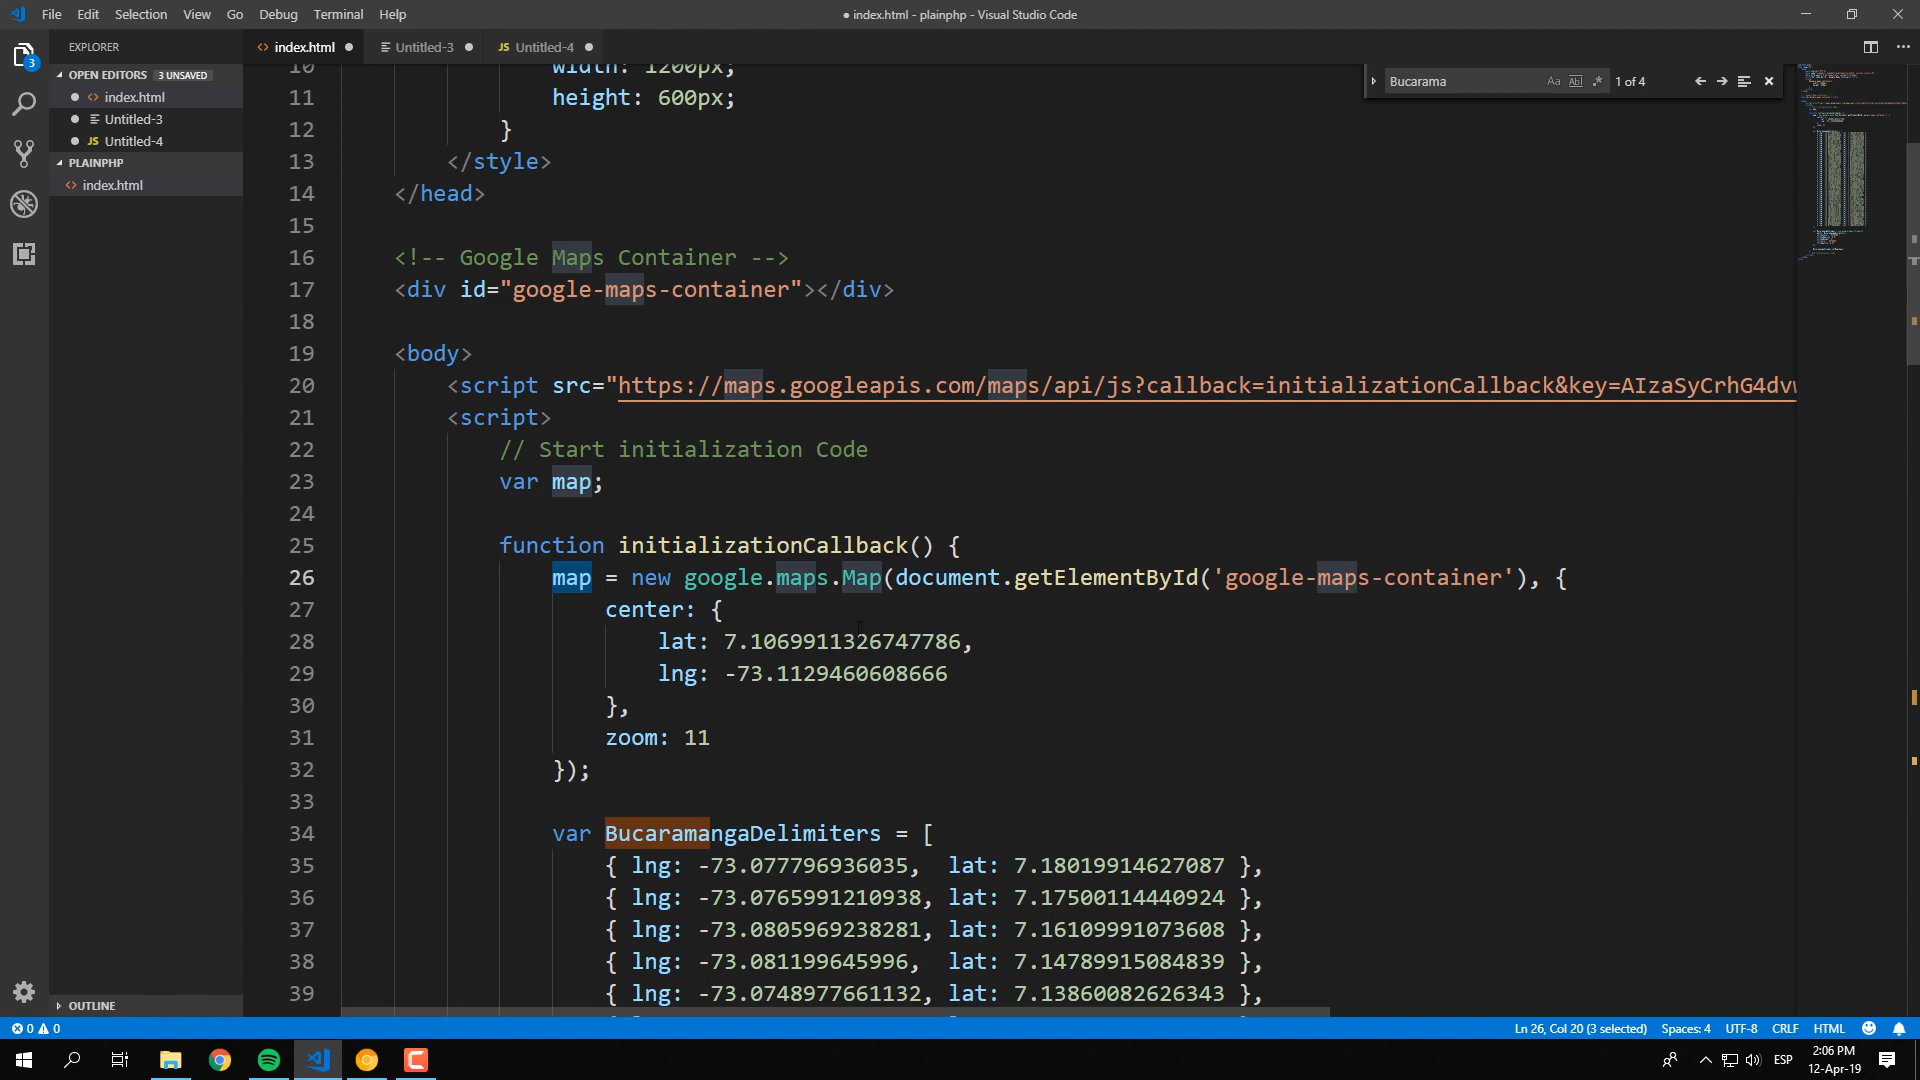 File Edit Selection View Go Debug Terminal Help
● index.html - plainphp - Visual Studio Code
EXPLORER
OPEN EDITORS 3 UNSAVED
index.html
Untitled-3
JS Untitled-4
PLAINPHP
index.html
OUTLINE
3
index.html
Untitled-3
JS Untitled-4
Bucarama
Aa Abl .*
1 of 4
10 width: 1200px;
11 height: 600px;
12 }
13 </style>
14 </head>
15
16 <!-- Google Maps Container -->
17 <div id="google-maps-container"></div>
18
19 <body>
20 <script src="https://maps.googleapis.com/maps/api/js?callback=initializationCallback&key=AIzaSyCrhG4dv
21 <script>
22 // Start initialization Code
23 var map;
24
25 function initializationCallback() {
26 map = new google.maps.Map(document.getElementById('google-maps-container'), {
27 center: {
28 lat: 7.1069911326747786,
29 lng: -73.1129460608666
30 },
31 zoom: 11
32 });
33
34 var BucaramangaDelimiters = [
35 { lng: -73.077796936035, lat: 7.18019914627087 },
36 { lng: -73.0765991210938, lat: 7.17500114440924 },
37 { lng: -73.0805969238281, lat: 7.16109991073608 },
38 { lng: -73.081199645996, lat: 7.14789915084839 },
39 { lng: -73.0748977661132, lat: 7.13860082626343 },
0 0
Ln 26, Col 20 (3 selected) Spaces: 4 UTF-8 CRLF HTML
ESP
2:06 PM
12-Apr-19